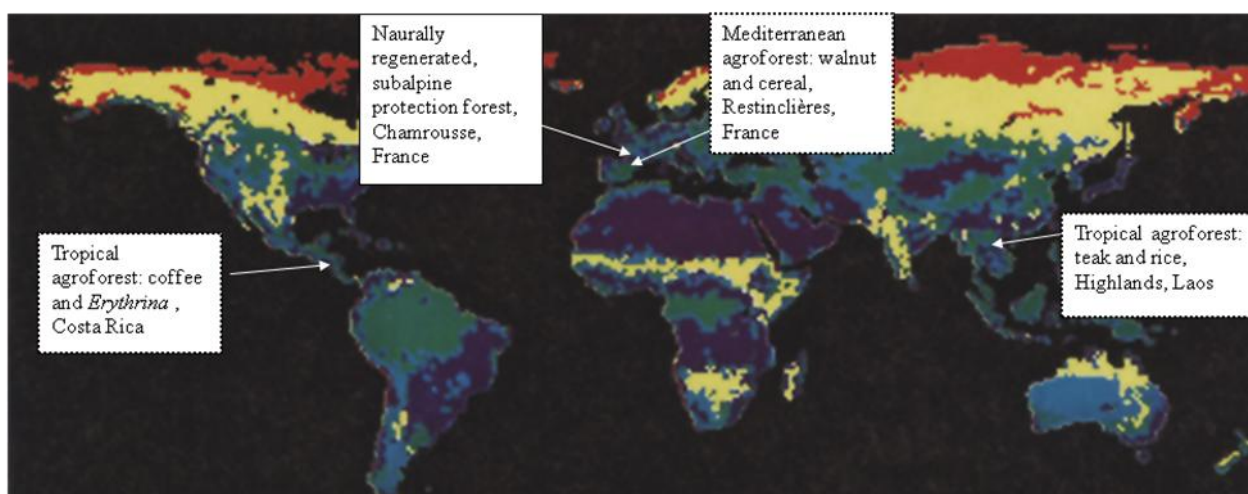 Naurally
regenerated,
subalpine
protection forest,
Chamrousse,
France
Mediterranean
agroforest: walnut
and cereal,
Restinclières,
France
Tropical
agroforest: coffee
and Erythrina ,
Costa Rica
Tropical agroforest:
teak and rice,
Highlands, Laos